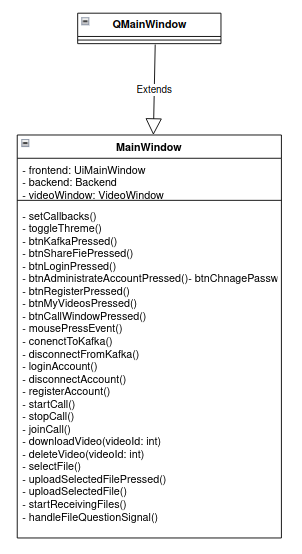 QMainWindow
Extends
MainWindow
- frontend: UiMainWindow
- backend: Backend
- videoWindow: VideoWindow
- setCallbacks()
- toggleThreme()
- btnKafkaPressed()
- btnShareFiePressed()
- btnLoginPressed()
- btnAdministrateAccountPressed()- btnChnagePassw
- btnRegisterPressed()
- btnMyVideosPressed()
- btnCallWindowPressed()
- mousePressEvent()
- conenctToKafka()
- disconnectFromKafka()
- loginAccount()
- disconnectAccount()
- registerAccount()
- startCall()
- stopCall()
- joinCall()
- downloadVideo(videoId: int)
- deleteVideo(videoId: int)
- selectFile()
- uploadSelectedFilePressed()
- uploadSelectedFile()
- startReceivingFiles()
- handleFileQuestionSignal()